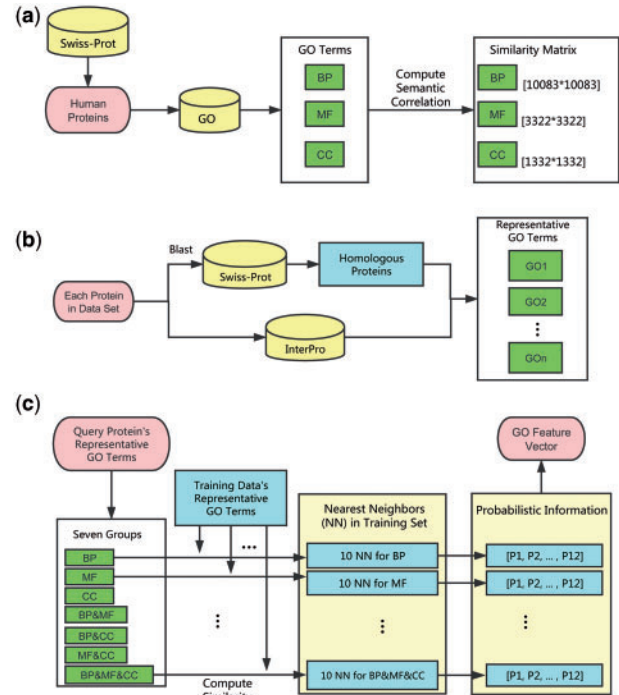 (a)
Swiss-Prot
Human
Proteins
GO
GO Terms
BP
MF
CC
Compute
Semantic
Correlation
Similarity Matrix
BP [10083*10083]
MF [3322*3322]
CC [1332*1332]
(b)
Each Protein
in Data Set
Blast
Swiss-Prot
Homologous
Proteins
InterPro
Representative
GO Terms
GO1
GO2
⋮
GOn
(c)
Query Protein's
Representative
GO Terms
Training Data's
Representative
GO Terms
GO Feature
Vector
Seven Groups
BP
MF
CC
BP&MF
BP&CC
MF&CC
BP&MF&CC
...
⋮
Compute
Nearest Neighbors
(NN) in Training Set
10 NN for BP
10 NN for MF
⋮
10 NN for BP&MF&CC
Probabilistic Information
[P1, P2, ... , P12]
[P1, P2, ... , P12]
⋮
[P1, P2, ... , P12]